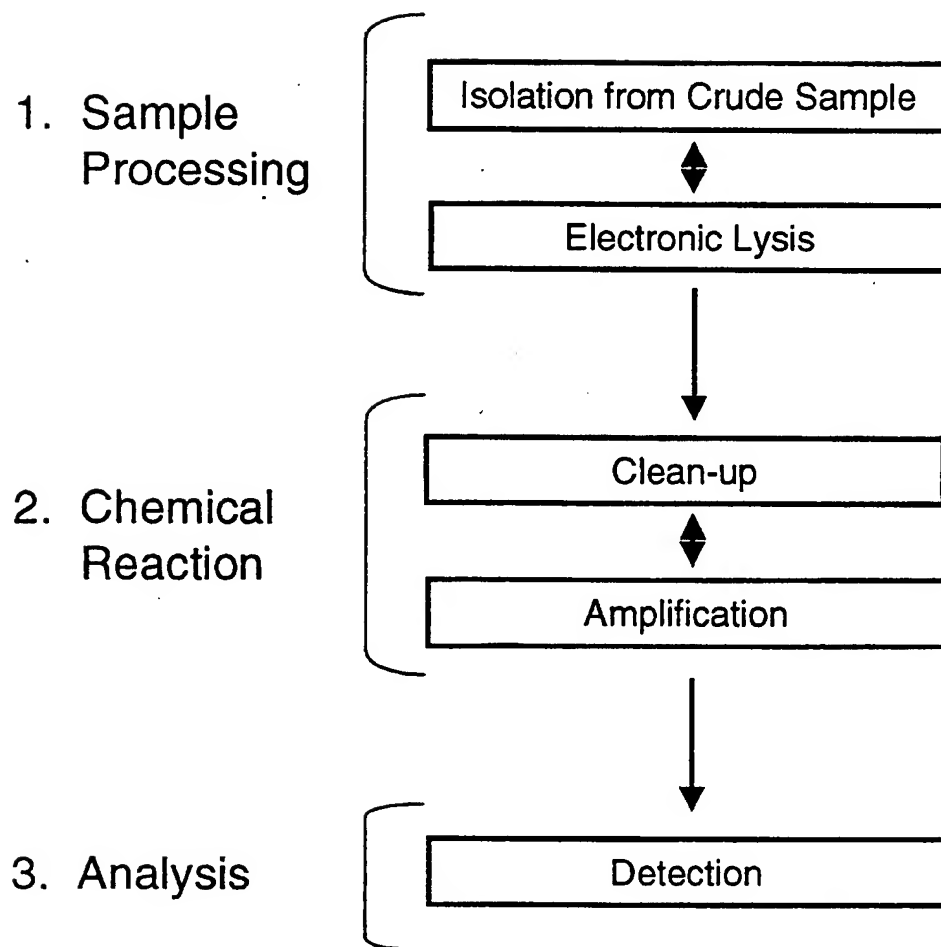 1. Sample
Processing
Isolation from Crude Sample
Electronic Lysis
2. Chemical
Reaction
Clean-up
Amplification
3. Analysis
Detection